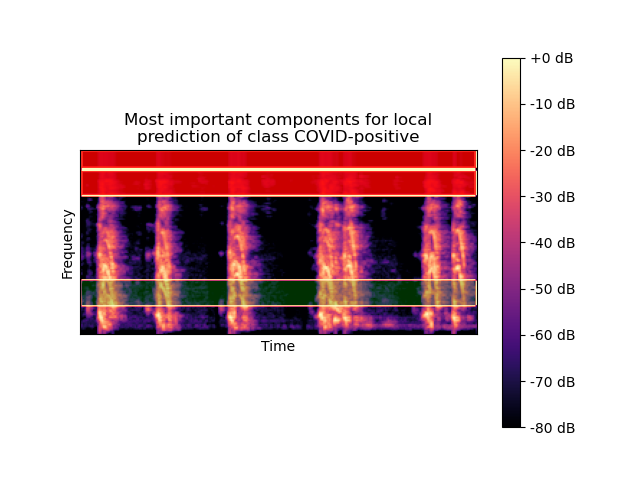 Most important components for local
prediction of class COVID-positive
Frequency
Time
+0 dB
-10 dB
-20 dB
-30 dB
-40 dB
-50 dB
-60 dB
-70 dB
-80 dB